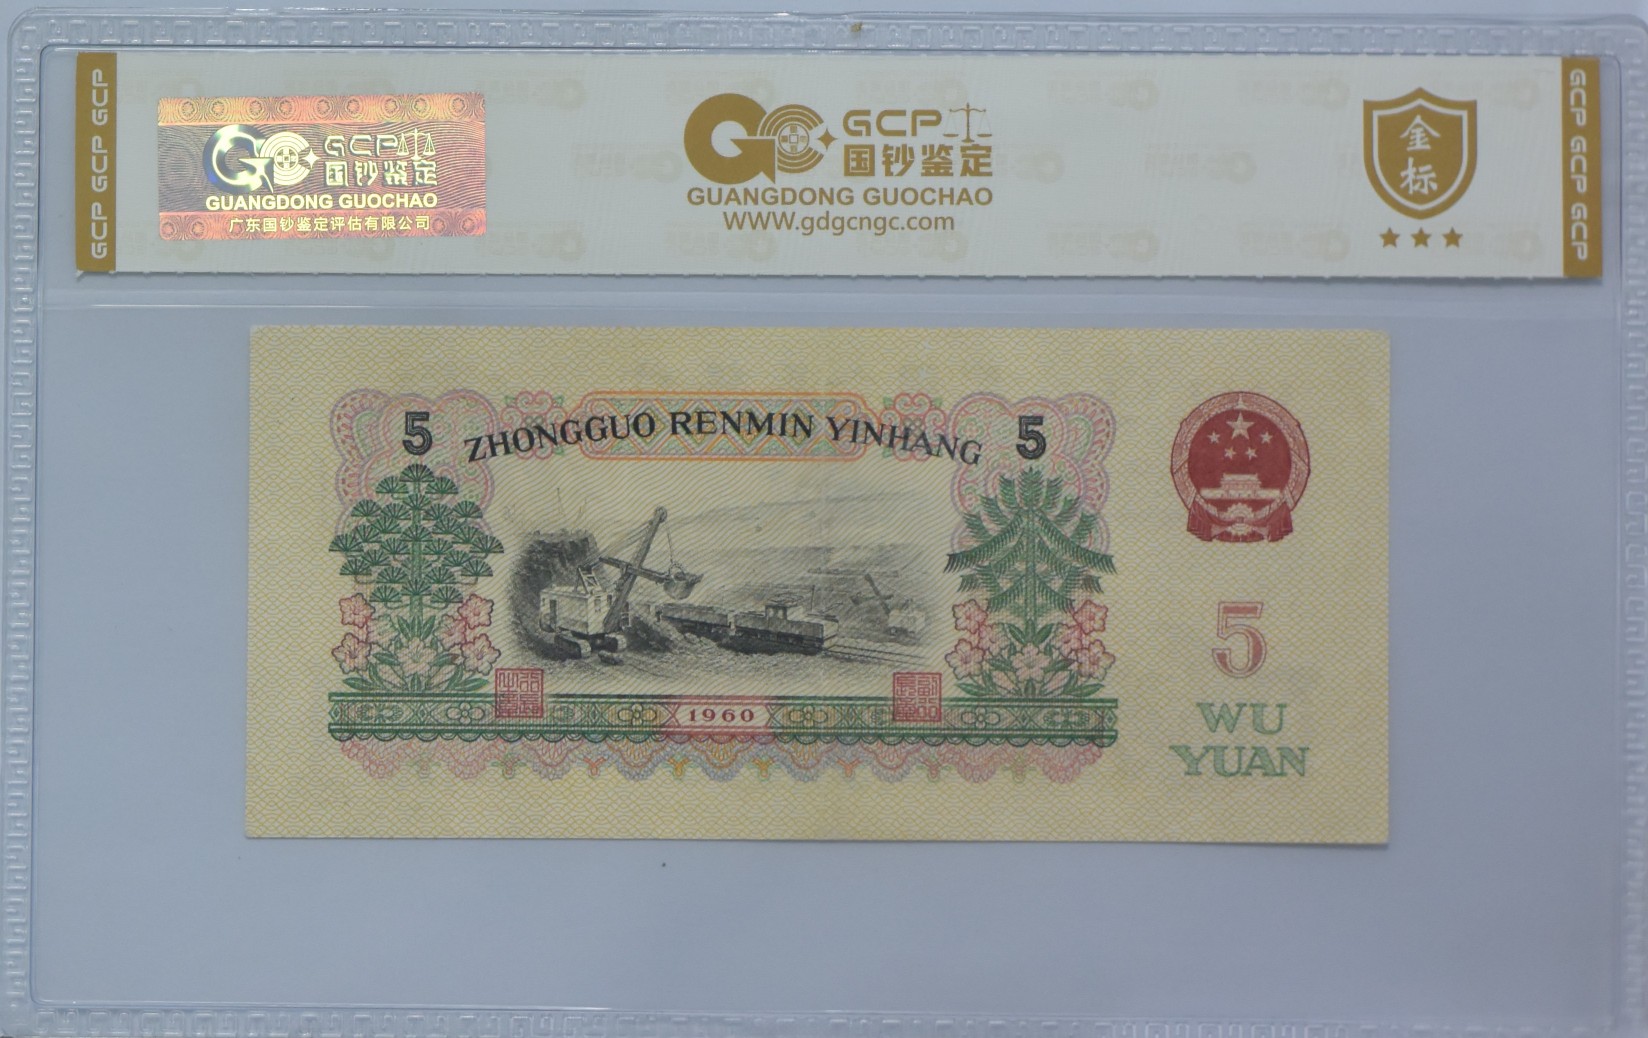 GCP GCP GCP
GCP
国钞鉴定
GUANGDONG GUOCHAO
广东国钞鉴定评估有限公司
GCP
国钞鉴定
GUANGDONG GUOCHAO
WWW.gdgcngc.com
金标
GCP GCP GCP
5
ZHONGGUO RENMIN YINHANG
5
1960
5
WU
YUAN